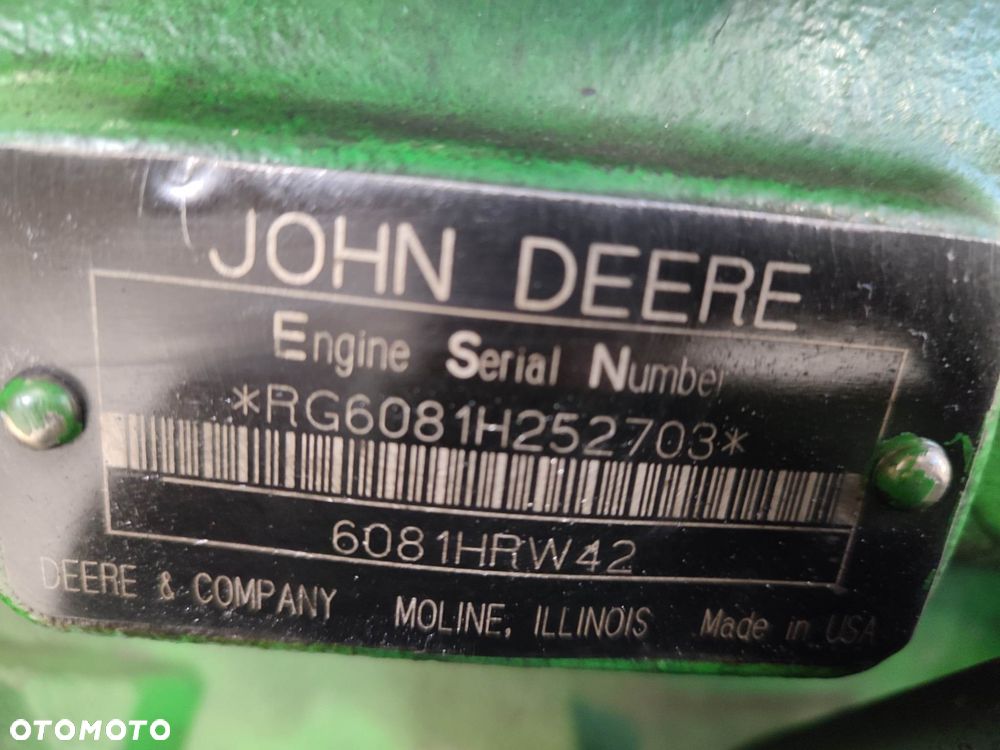 JOHN DEERE
Engine Serial Number
*RG6081H252703*
6081HRW42
DEERE & COMPANY MOLINE, ILLINOIS Made in USA
OTOMOTO